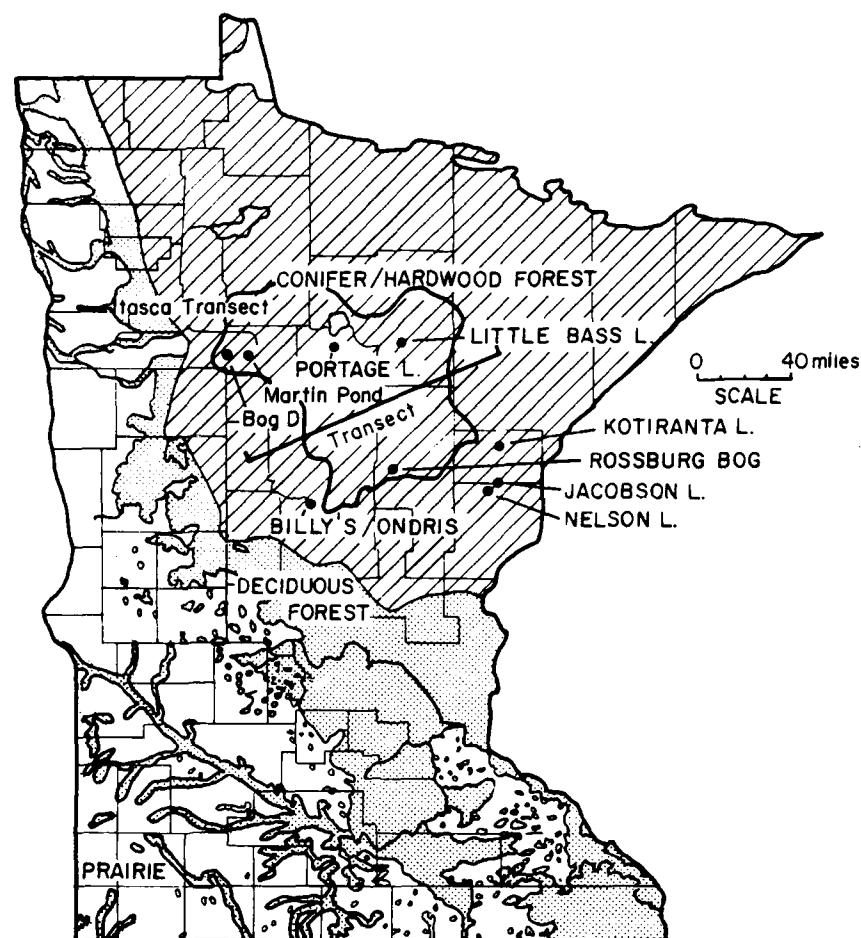 CONIFER/HARDWOOD FOREST
Itasca Transect
LITTLE BASS L.
PORTAGE L.
0 40 miles
SCALE
Martin Pond
Bog D
Transect
KOTIRANTA L.
ROSSBURG BOG
JACOBSON L.
NELSON L.
BILLY'S/ONDRIS
DECIDUOUS
FOREST
PRAIRIE